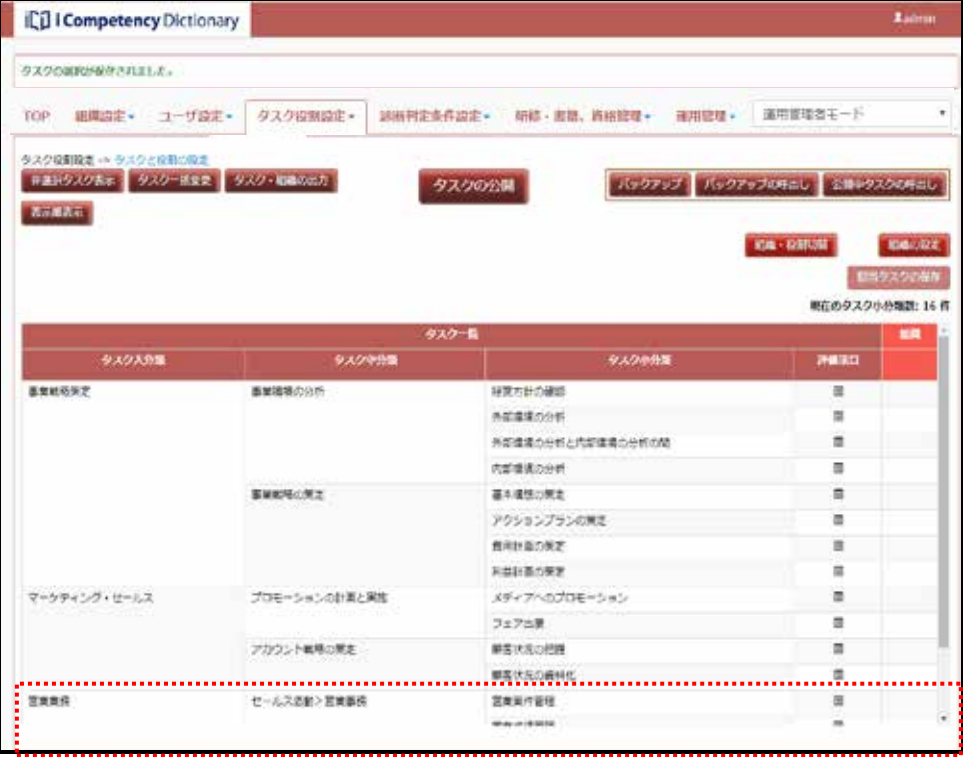 iCD i Competency Dictionary
admin
タスクの選択が保存されました。
TOP 組織設定 ユーザ設定 タスク役割設定 診断判定条件設定 研修・書籍、資格管理 運用管理 運用管理者モード
タスク役割設定 -> タスクと役割の設定
非選択タスク表示 タスク一括変更 タスク・組織の出力 タスクの公開 バックアップ バックアップの呼出し 公開中タスクの呼出し
表示順表示
組織・役割切替 組織の設定
担当タスクの保存
現在のタスク小分類数: 16 件
タスク一覧 組織
タスク大分類 タスク中分類 タスク小分類 評価項目
事業戦略策定 事業環境の分析 経営方針の確認
外部環境の分析
外部環境の分析と内部環境の分析の間
内部環境の分析
事業戦略の策定 基本構想の策定
アクションプランの策定
費用計画の策定
利益計画の策定
マーケティング・セールス プロモーションの計画と実施 メディアへのプロモーション
フェア出展
アカウント戦略の策定 顧客状況の把握
顧客状況の資料化
営業業務 セールス活動>営業事務 営業案件管理